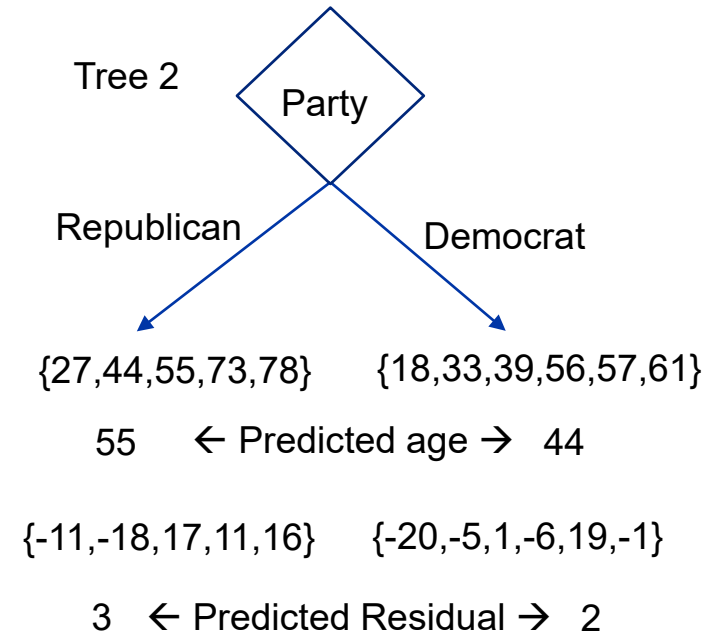 Tree 2
Party
Republican
Democrat
{27,44,55,73,78} {18,33,39,56,57,61}
55 ← Predicted age → 44
{-11,-18,17,11,16} {-20,-5,1,-6,19,-1}
3 ← Predicted Residual → 2